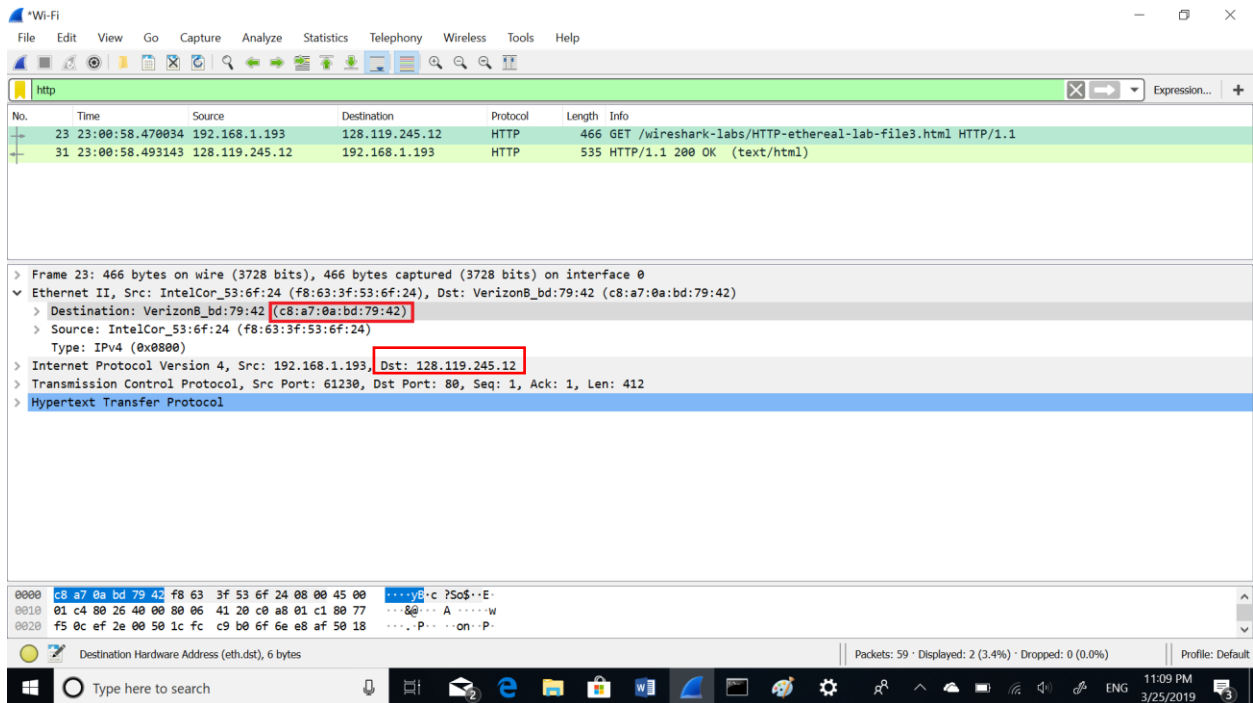 *Wi-Fi
File Edit View Go Capture Analyze Statistics Telephony Wireless Tools Help
http
Expression... +
No. Time Source Destination Protocol Length Info
23 23:00:58.470034 192.168.1.193 128.119.245.12 HTTP 466 GET /wireshark-labs/HTTP-ethereal-lab-file3.html HTTP/1.1
31 23:00:58.493143 128.119.245.12 192.168.1.193 HTTP 535 HTTP/1.1 200 OK (text/html)
Frame 23: 466 bytes on wire (3728 bits), 466 bytes captured (3728 bits) on interface 0
Ethernet II, Src: IntelCor_53:6f:24 (f8:63:3f:53:6f:24), Dst: VerizonB_bd:79:42 (c8:a7:0a:bd:79:42)
Destination: VerizonB_bd:79:42 (c8:a7:0a:bd:79:42)
Source: IntelCor_53:6f:24 (f8:63:3f:53:6f:24)
Type: IPv4 (0x0800)
Internet Protocol Version 4, Src: 192.168.1.193, Dst: 128.119.245.12
Transmission Control Protocol, Src Port: 61230, Dst Port: 80, Seq: 1, Ack: 1, Len: 412
Hypertext Transfer Protocol
0000 c8 a7 0a bd 79 42 f8 63 3f 53 6f 24 08 00 45 00 ····yB·c ?So$··E·
0010 01 c4 80 26 40 00 80 06 41 20 c0 a8 01 c1 80 77 ···&@··· A ·····w
0020 f5 0c ef 2e 00 50 1c fc c9 b0 6f 6e e8 af 50 18 ···.·P·· ··on··P·
Destination Hardware Address (eth.dst), 6 bytes
Packets: 59 · Displayed: 2 (3.4%) · Dropped: 0 (0.0%)
Profile: Default
Type here to search
2
W
ENG
11:09 PM
3/25/2019
3